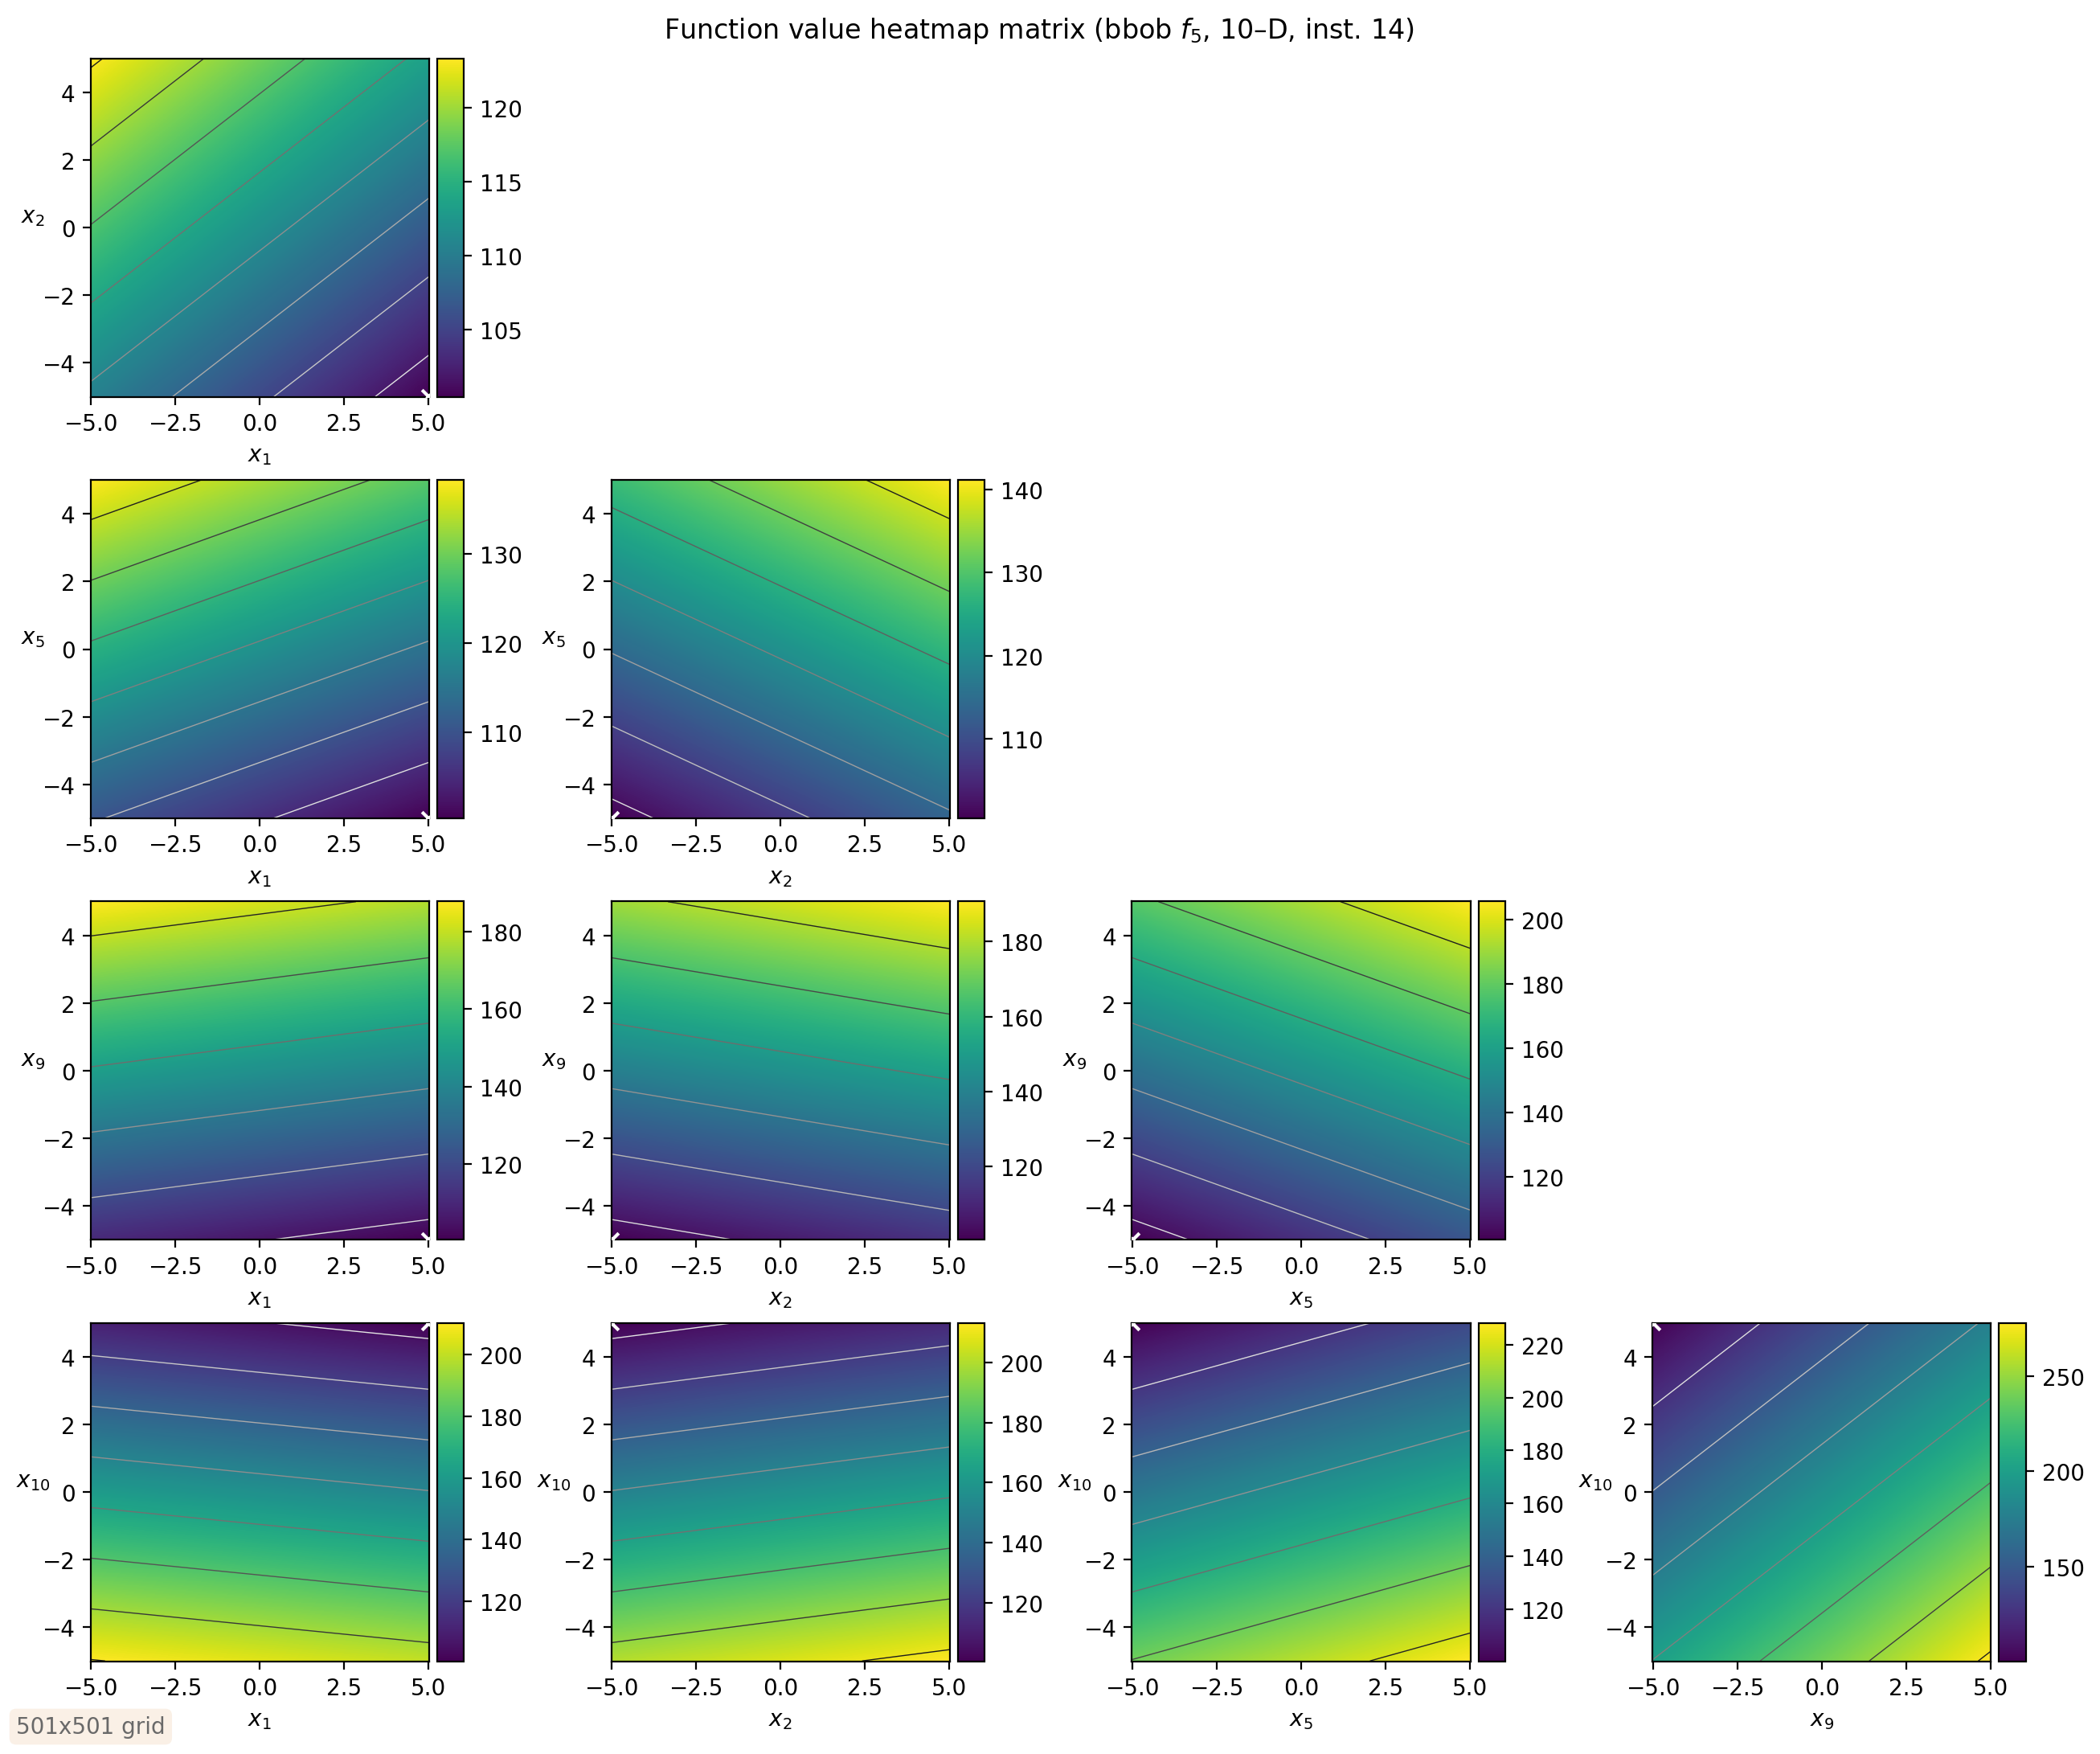 Function value heatmap matrix (bbob f₅, 10–D, inst. 14)
x₂
4
2
0
−2
−4
−5.0 −2.5 0.0 2.5 5.0
x₁
120
115
110
105
x₅
4
2
0
−2
−4
−5.0 −2.5 0.0 2.5 5.0
x₁
130
120
110
x₅
4
2
0
−2
−4
−5.0 −2.5 0.0 2.5 5.0
x₂
140
130
120
110
x₉
4
2
0
−2
−4
−5.0 −2.5 0.0 2.5 5.0
x₁
180
160
140
120
x₉
4
2
0
−2
−4
−5.0 −2.5 0.0 2.5 5.0
x₂
180
160
140
120
x₉
4
2
0
−2
−4
−5.0 −2.5 0.0 2.5 5.0
x₅
200
180
160
140
120
x₁₀
4
2
0
−2
−4
−5.0 −2.5 0.0 2.5 5.0
x₁
200
180
160
140
120
x₁₀
4
2
0
−2
−4
−5.0 −2.5 0.0 2.5 5.0
x₂
200
180
160
140
120
x₁₀
4
2
0
−2
−4
−5.0 −2.5 0.0 2.5 5.0
x₅
220
200
180
160
140
120
x₁₀
4
2
0
−2
−4
−5.0 −2.5 0.0 2.5 5.0
x₉
250
200
150
501x501 grid